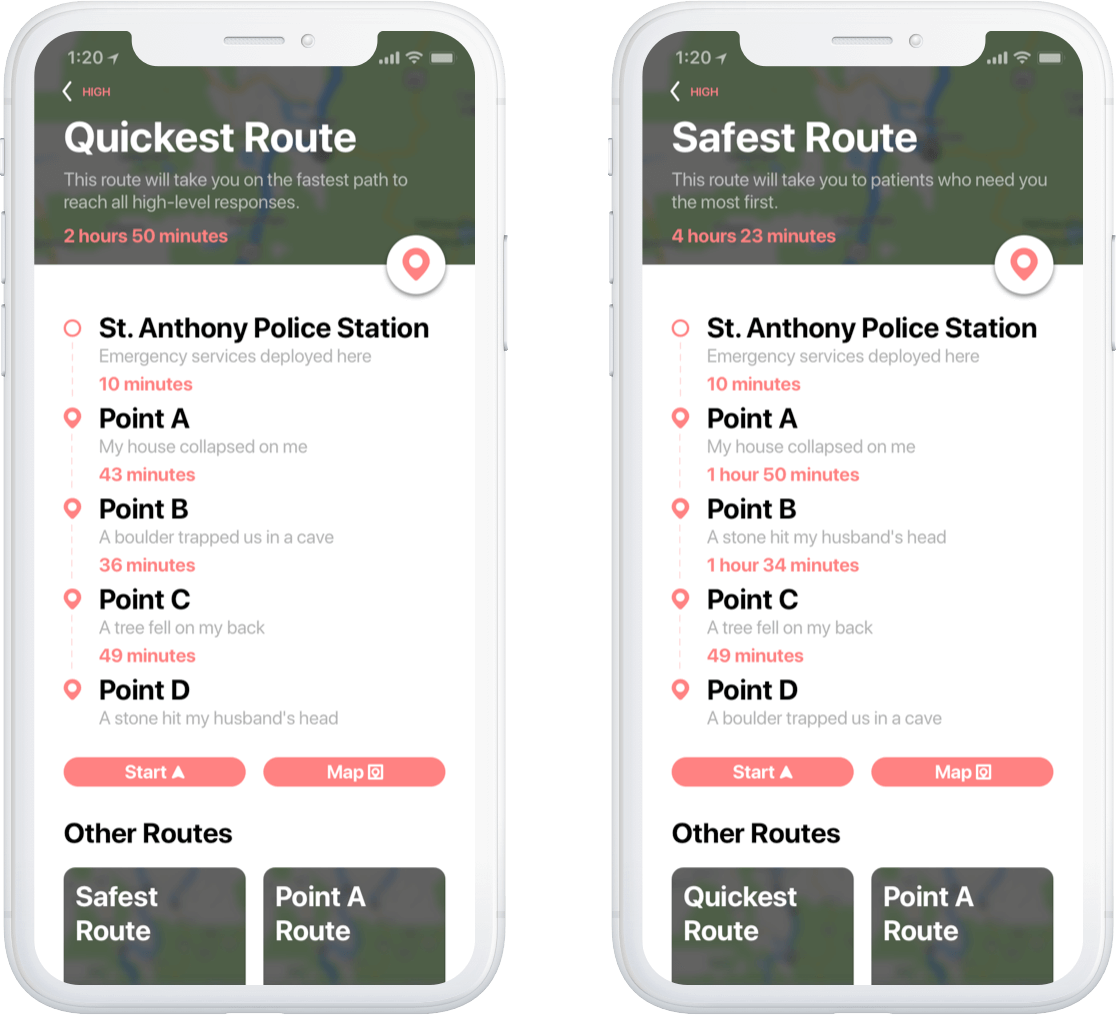 1:20
HIGH
Quickest Route
This route will take you on the fastest path to
reach all high-level responses.
2 hours 50 minutes
St. Anthony Police Station
Emergency services deployed here
10 minutes
Point A
My house collapsed on me
43 minutes
Point B
A boulder trapped us in a cave
36 minutes
Point C
A tree fell on my back
49 minutes
Point D
A stone hit my husband's head
Start
Map
Other Routes
Safest
Route
Point A
Route
1:20
HIGH
Safest Route
This route will take you to patients who need you
the most first.
4 hours 23 minutes
St. Anthony Police Station
Emergency services deployed here
10 minutes
Point A
My house collapsed on me
1 hour 50 minutes
Point B
A stone hit my husband's head
1 hour 34 minutes
Point C
A tree fell on my back
49 minutes
Point D
A boulder trapped us in a cave
Start
Map
Other Routes
Quickest
Route
Point A
Route